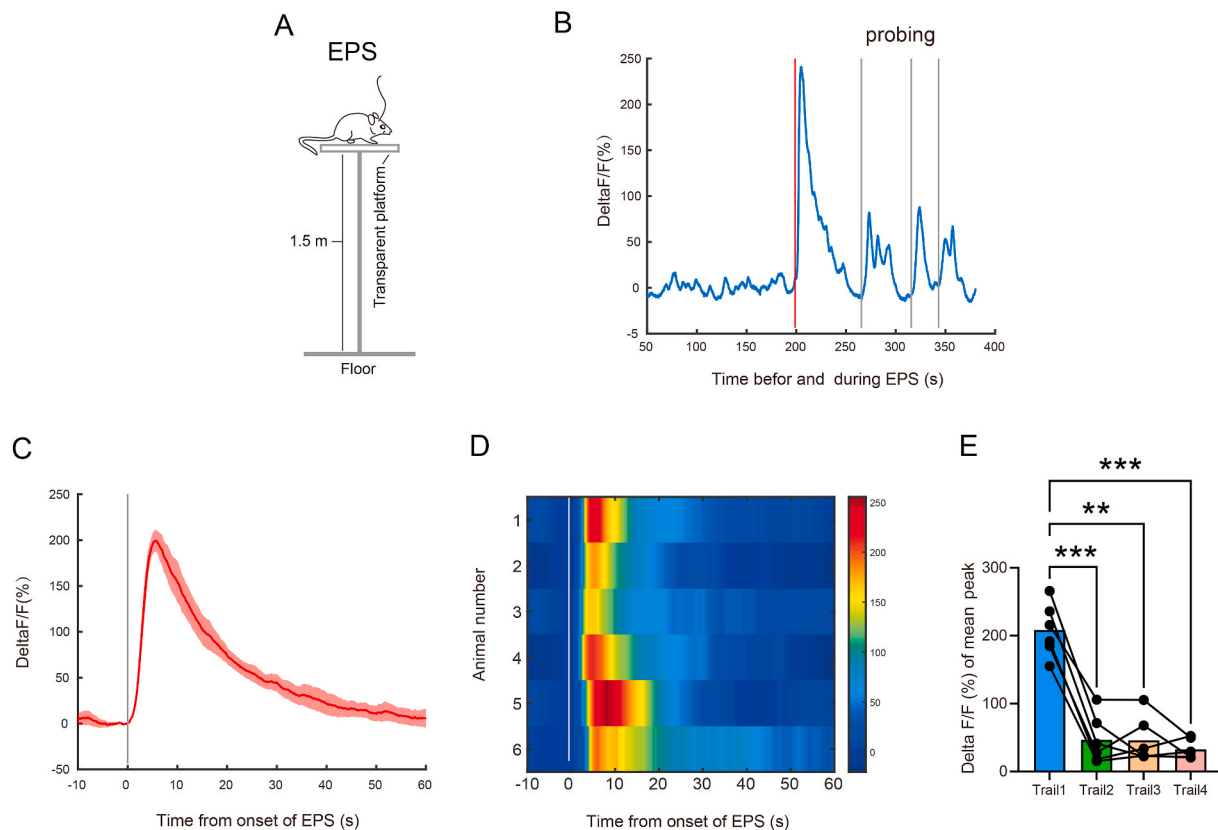 A
EPS
1.5 m
Transparent platform
Floor
B
probing
250
200
150
100
50
0
-5
50
100
150
200
250
300
350
400
DeltaF/F(%)
Time befor and during EPS (s)
C
250
200
150
100
50
0
-50
-10
0
10
20
30
40
50
60
DeltaF/F(%)
Time from onset of EPS (s)
D
Animal number
1
2
3
4
5
6
-10
0
10
20
30
40
50
60
Time from onset of EPS (s)
250
200
150
100
50
0
E
***
**
***
300
200
100
0
Delta F/F (%) of mean peak
Trail1
Trail2
Trail3
Trail4